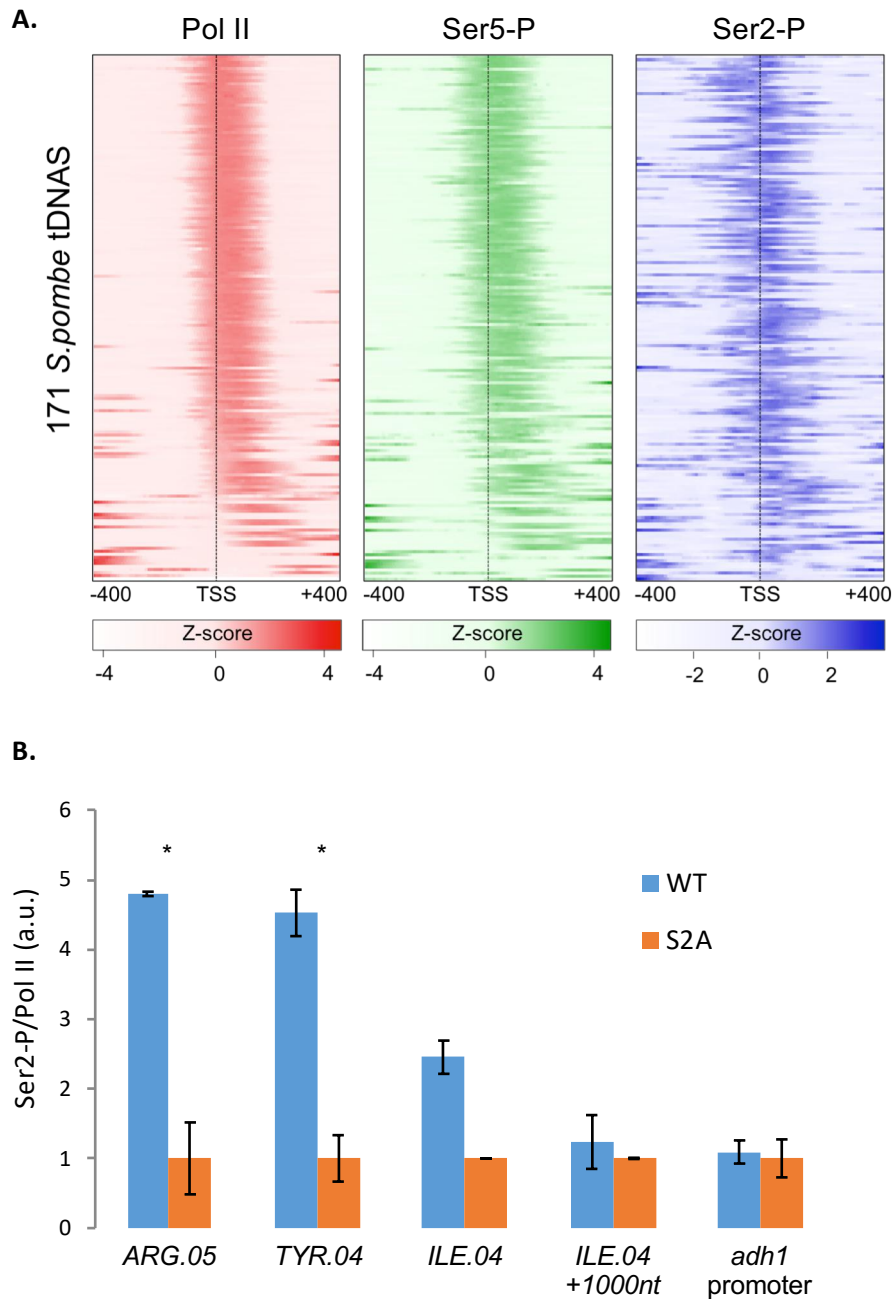 A.
Pol II
Ser5-P
Ser2-P
171 S.pombe tDNAS
-400 TSS +400
-400 TSS +400
-400 TSS +400
Z-score
-4 0 4
Z-score
-4 0 4
Z-score
-2 0 2
B.
Ser2-P/Pol II (a.u.)
6
5
4
3
2
1
0
* *
WT
S2A
ARG.05
TYR.04
ILE.04
ILE.04
+1000nt
adh1
promoter